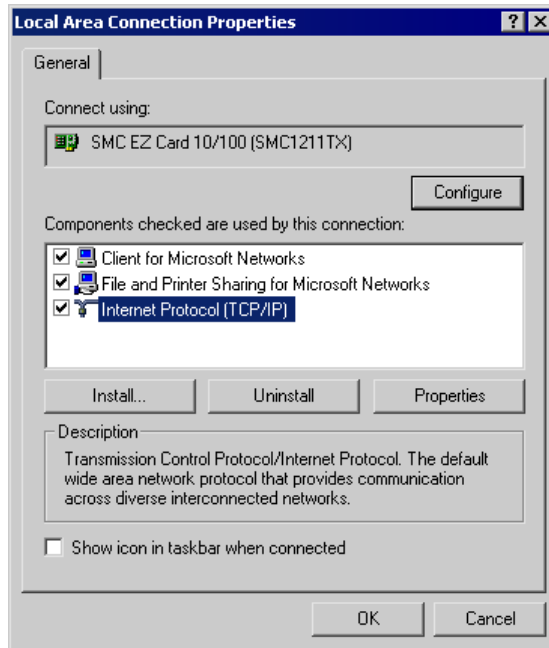 Local Area Connection Properties
General
Connect using:
SMC EZ Card 10/100 (SMC1211TX)
Configure
Components checked are used by this connection:
Client for Microsoft Networks
File and Printer Sharing for Microsoft Networks
Internet Protocol (TCP/IP)
Install...
Uninstall
Properties
Description
Transmission Control Protocol/Internet Protocol. The default
wide area network protocol that provides communication
across diverse interconnected networks.
Show icon in taskbar when connected
OK
Cancel